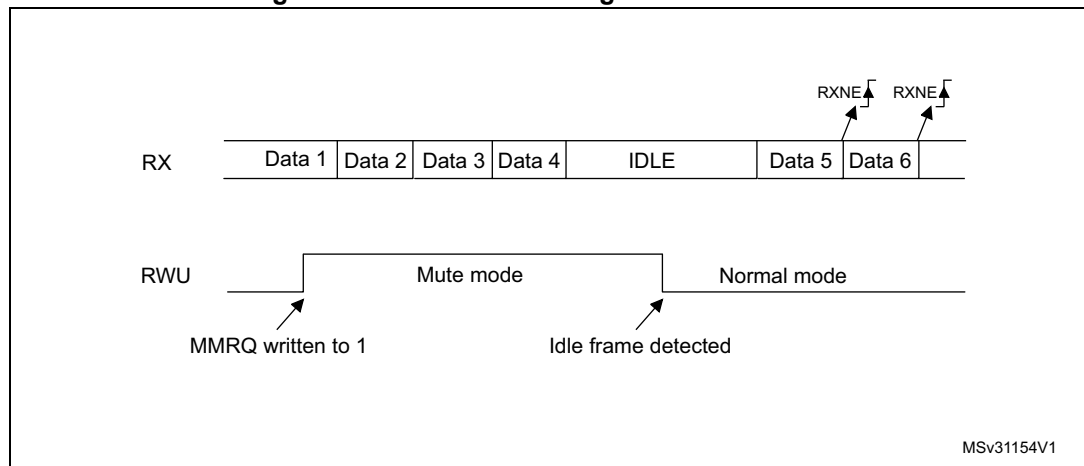 RXNE RXNE
RX Data 1 Data 2 Data 3 Data 4 IDLE Data 5 Data 6
RWU Mute mode Normal mode
MMRQ written to 1 Idle frame detected
MSv31154V1